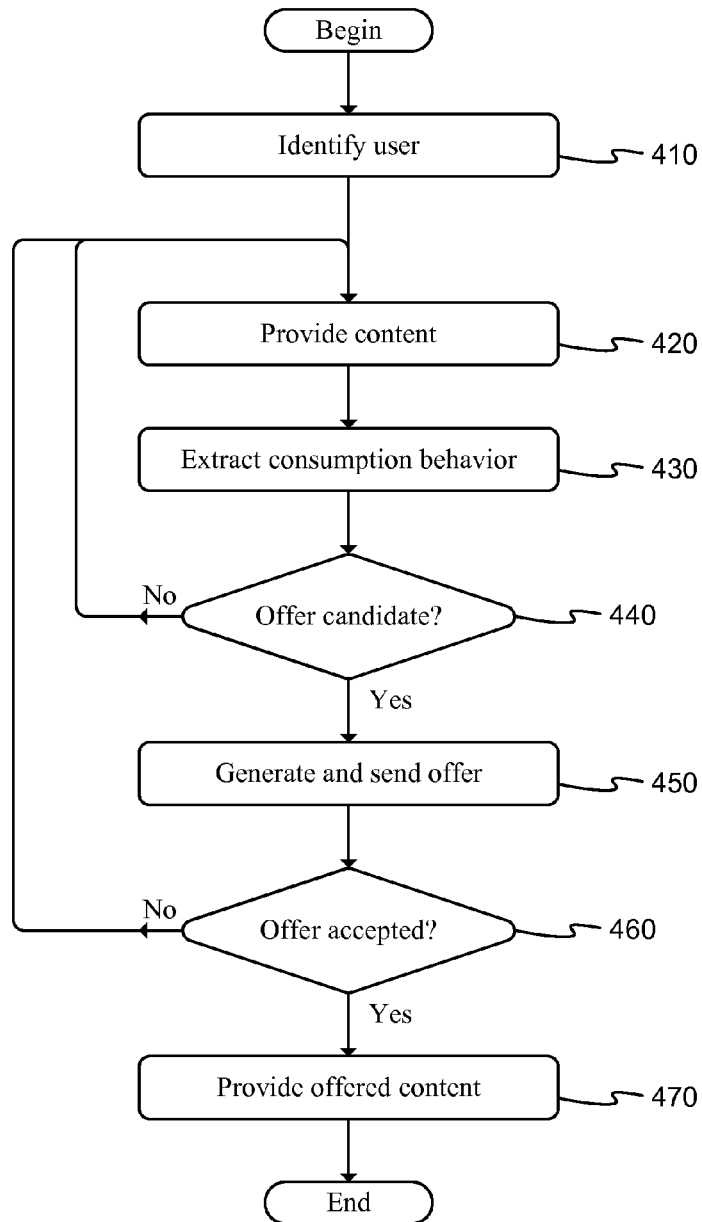 Begin
Identify user
410
Provide content
420
Extract consumption behavior
430
No
Offer candidate?
440
Yes
Generate and send offer
450
No
Offer accepted?
460
Yes
Provide offered content
470
End